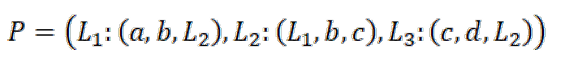 P = (L₁: (a, b, L₂), L₂: (L₁, b, c), L₃: (c, d, L₂))